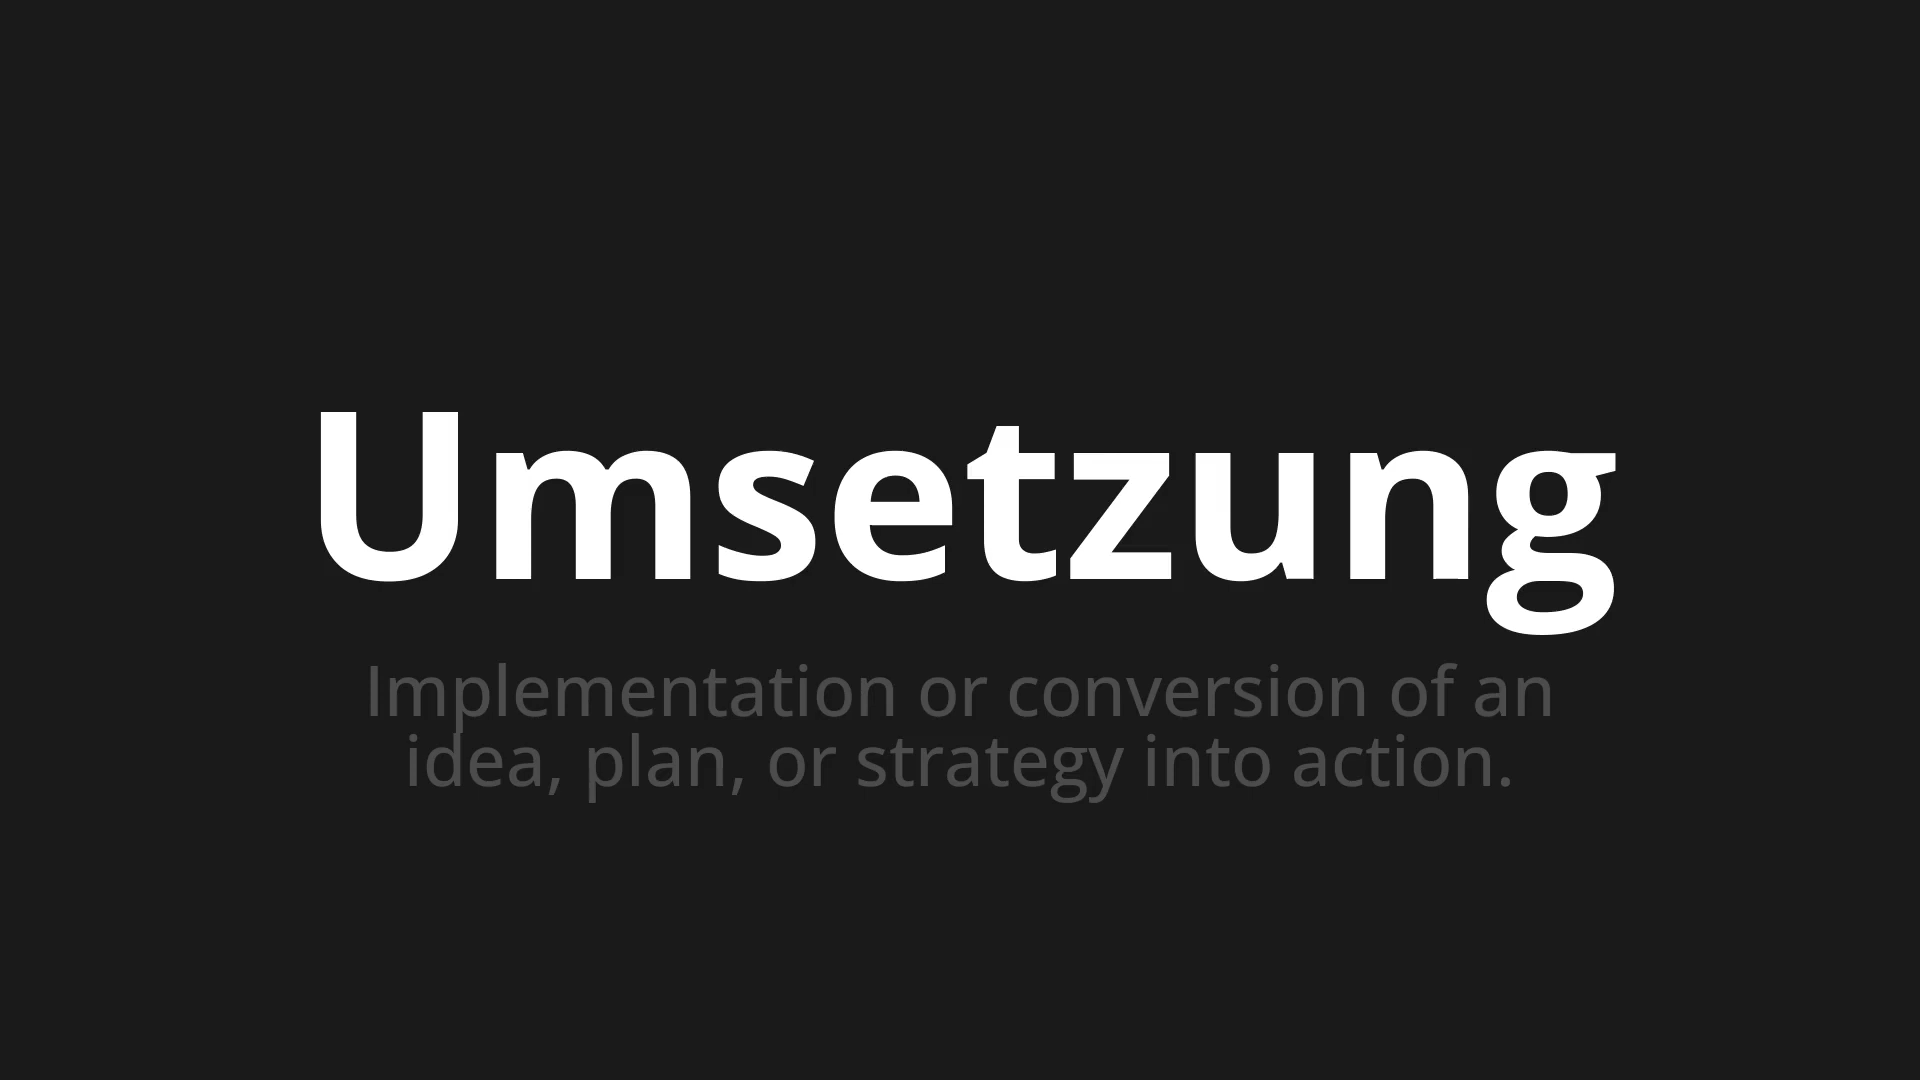 Umsetzung
Implementation or conversion of an
idea, plan, or strategy into action.